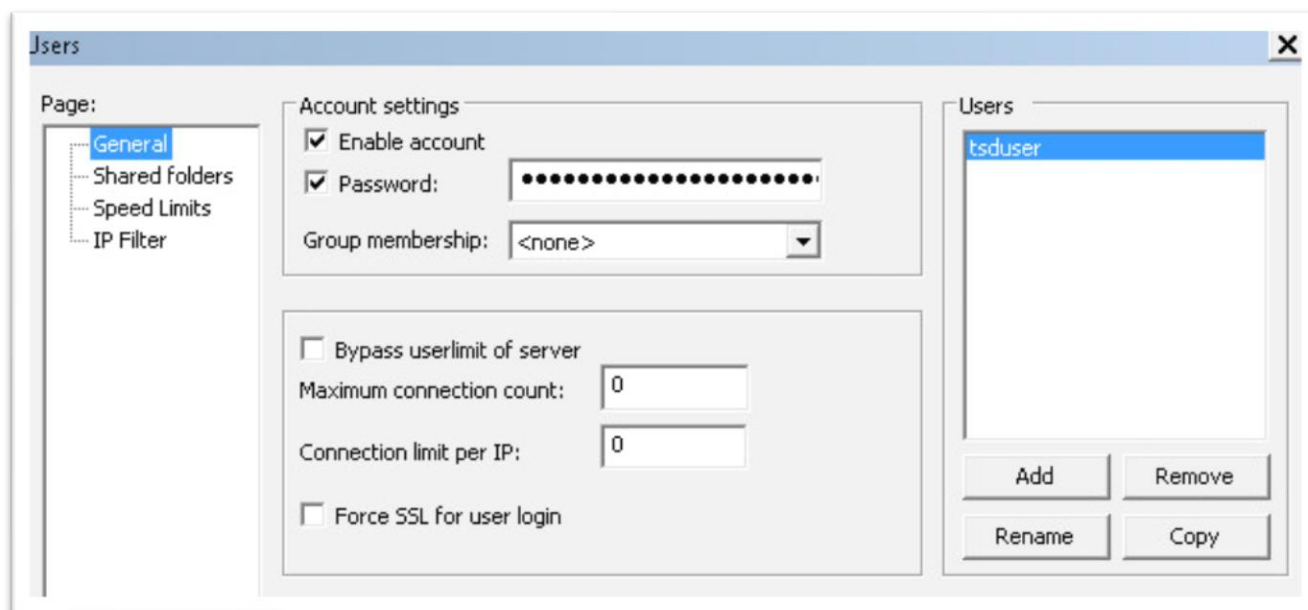 Users
Page:
General
Shared folders
Speed Limits
IP Filter
Account settings
Enable account
Password:
Group membership: <none>
Bypass userlimit of server
Maximum connection count: 0
Connection limit per IP: 0
Force SSL for user login
Users
tsduser
Add Remove
Rename Copy